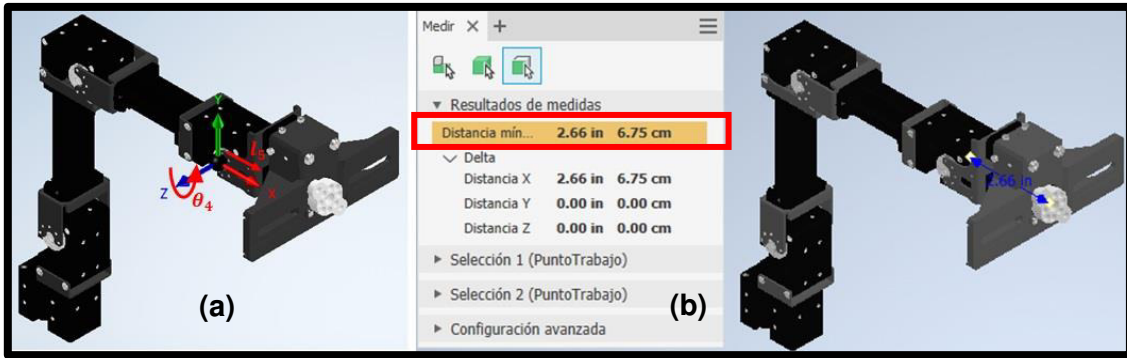 Y
l5
Z
X
θ4
(a)
Medir
Resultados de medidas
Distancia mín... 2.66 in 6.75 cm
Delta
Distancia X 2.66 in 6.75 cm
Distancia Y 0.00 in 0.00 cm
Distancia Z 0.00 in 0.00 cm
Selección 1 (PuntoTrabajo)
Selección 2 (PuntoTrabajo)
Configuración avanzada
(b)
2.66 in